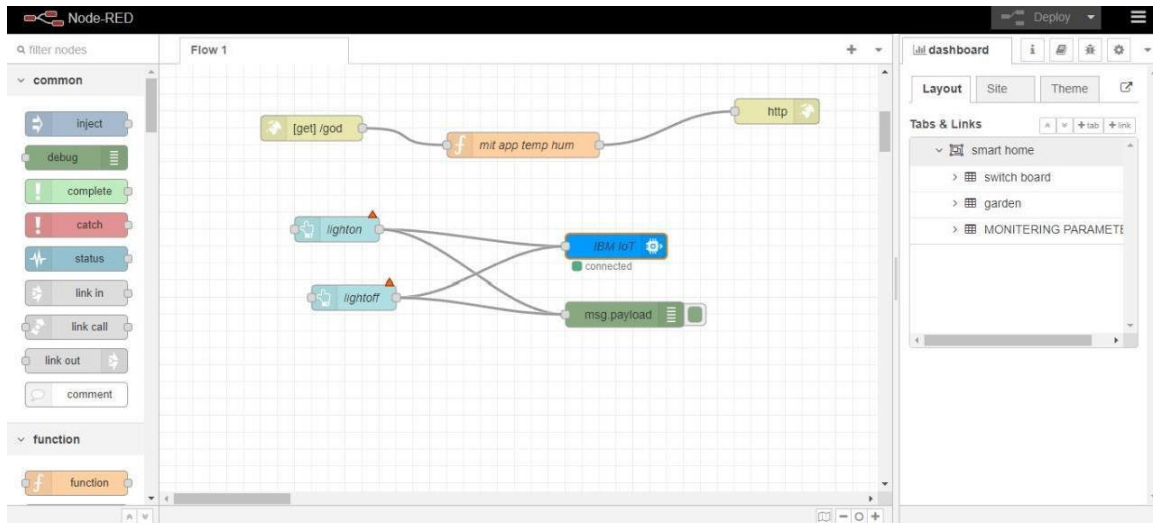 Node-RED
Deploy
filter nodes
Flow 1
dashboard
i
common
inject
debug
complete
catch
status
link in
link call
link out
comment
function
function
[get] /god
mit app temp hum
http
lighton
lightoff
IBM IoT
connected
msg.payload
Layout
Site
Theme
Tabs & Links
+tab
+link
smart home
switch board
garden
MONITERING PARAMETE